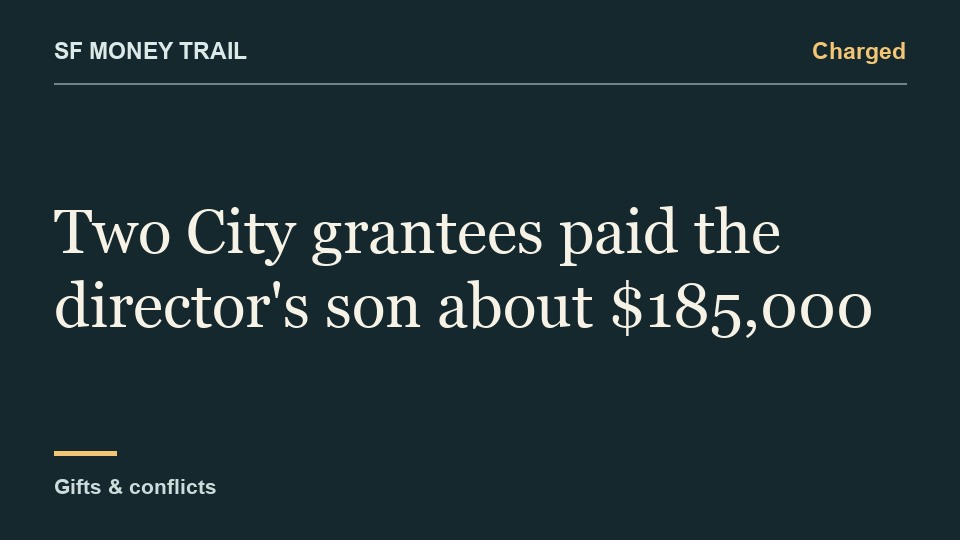 SF MONEY TRAIL
Charged
Two City grantees paid the
director's son about $185,000
Gifts & conflicts